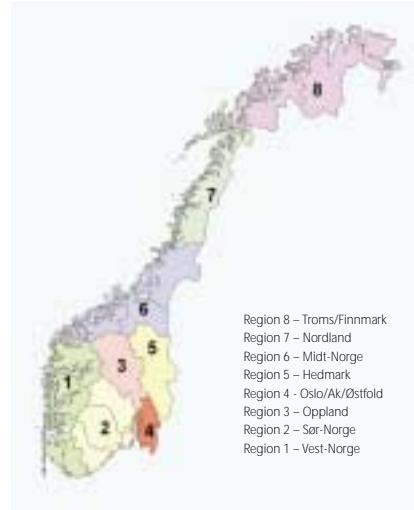 8
7
6
5
3
1
2
4
Region 8 – Troms/Finnmark
Region 7 – Nordland
Region 6 – Midt-Norge
Region 5 – Hedmark
Region 4 - Oslo/Ak/Østfold
Region 3 – Oppland
Region 2 – Sør-Norge
Region 1 – Vest-Norge